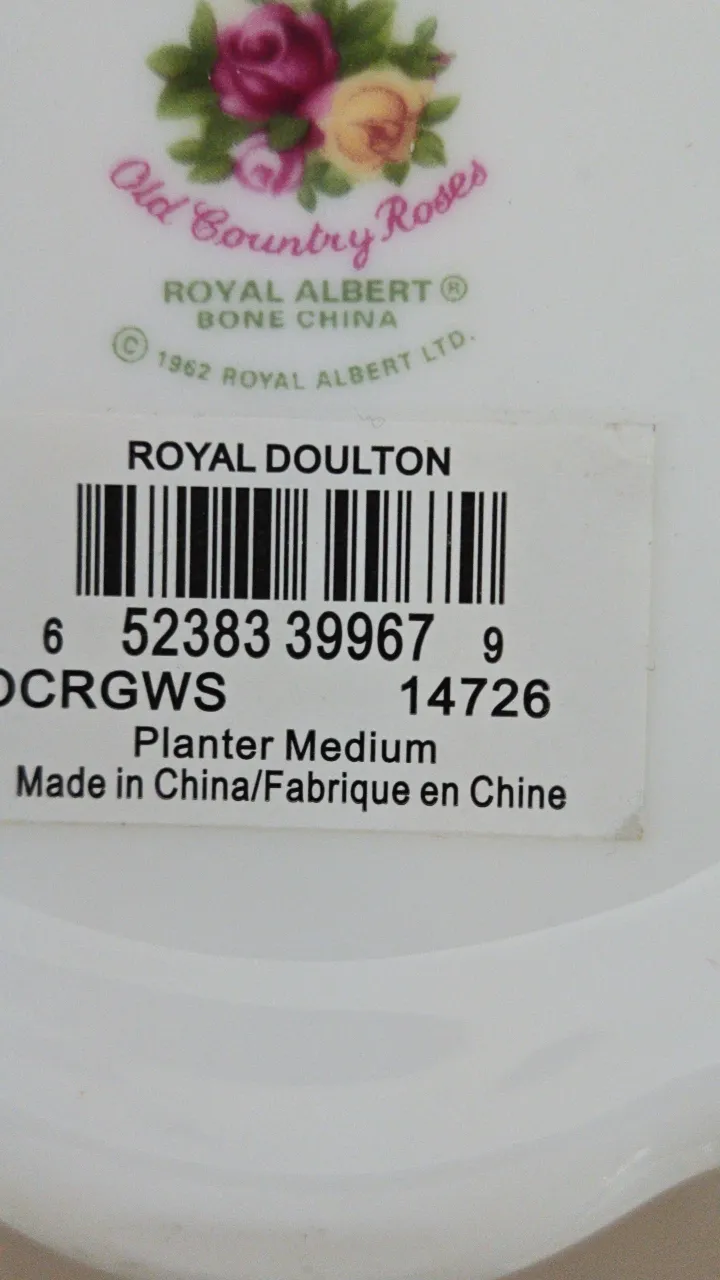 Old Country Roses
ROYAL ALBERT ®
BONE CHINA
© 1962 ROYAL ALBERT LTD.
ROYAL DOULTON
6 52383 39967 9
OCRGWS 14726
Planter Medium
Made in China/Fabrique en Chine